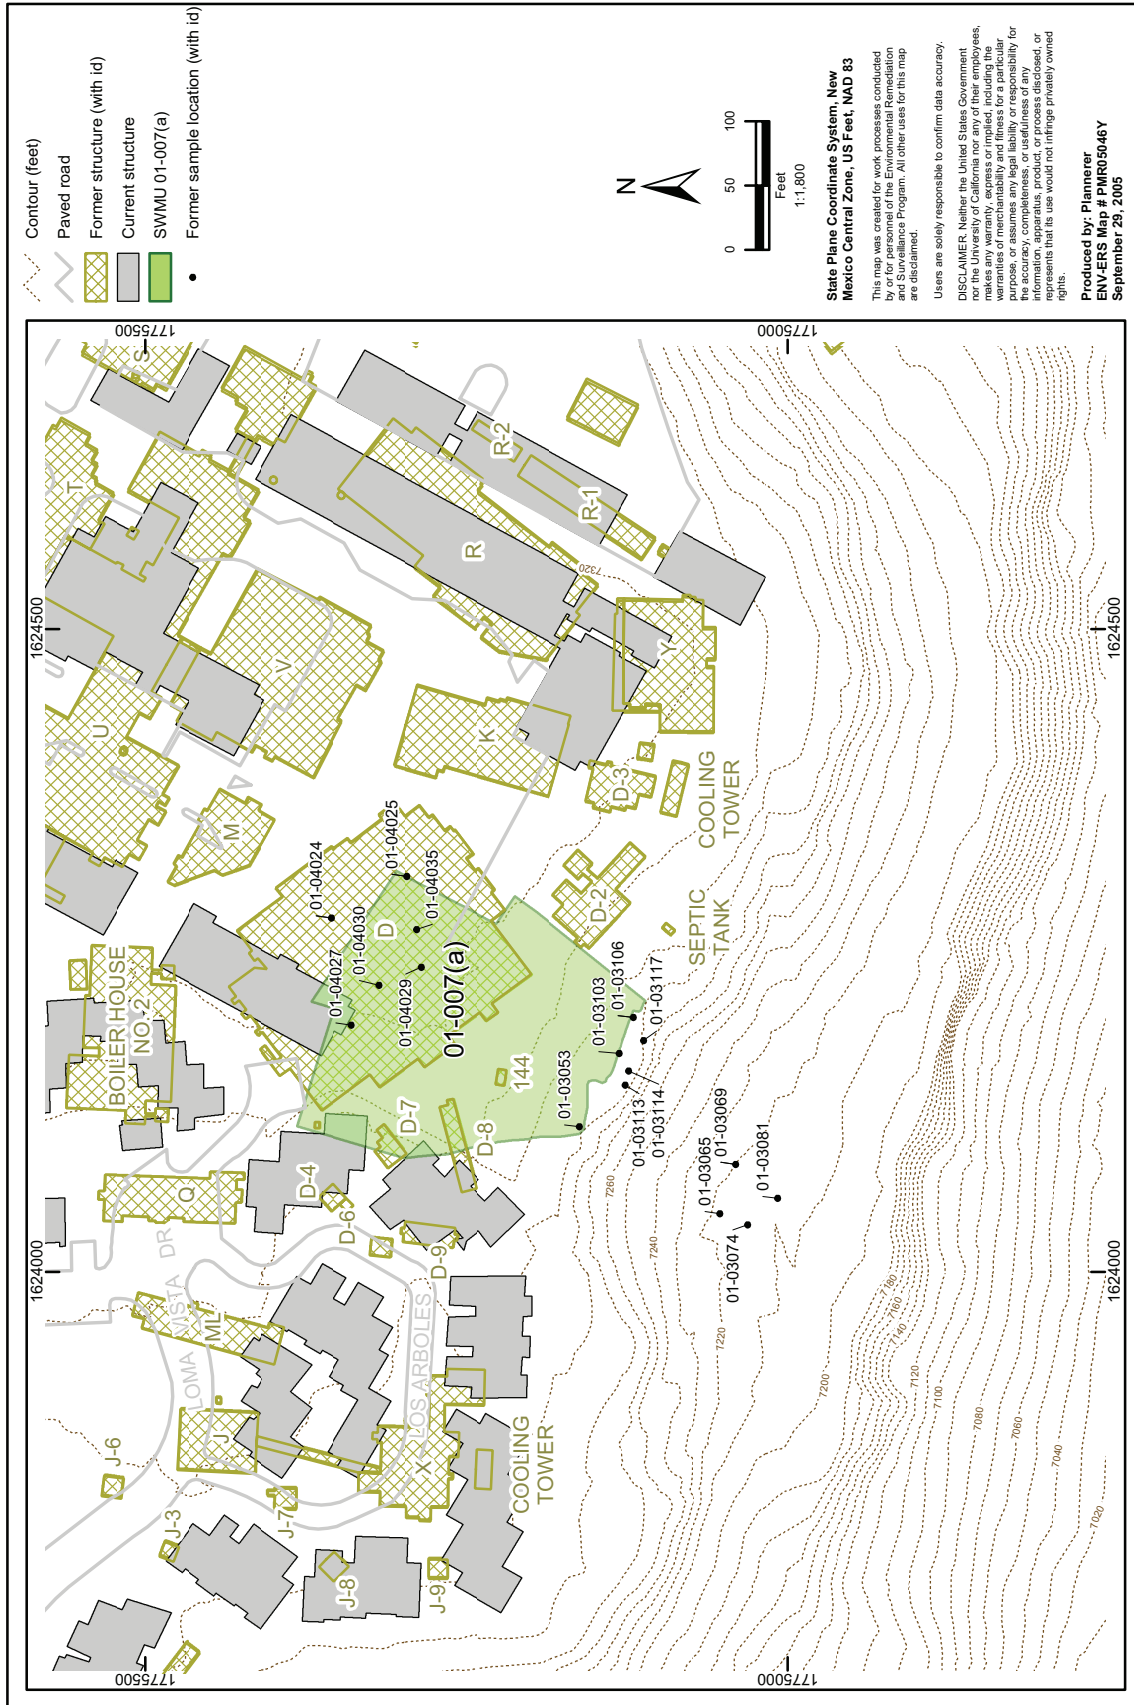 Contour (feet)
Paved road
Former structure (with id)
Current structure
SWMU 01-007(a)
Former sample location (with id)
N
0 50 100
Feet
1:1,800
State Plane Coordinate System, New
Mexico Central Zone, US Feet, NAD 83
This map was created for work processes conducted
by or for personnel of the Environmental Remediation
and Surveillance Program. All other uses for this map
are disclaimed.
Users are solely responsible to confirm data accuracy.
DISCLAIMER: Neither the United States Government
nor the University of California nor any of their employees,
makes any warranty, express or implied, including the
warranties of merchantability and fitness for a particular
purpose, or assumes any legal liability or responsibility for
the accuracy, completeness, or usefulness of any
information, apparatus, product, or process disclosed, or
represents that its use would not infringe privately owned
rights.
Produced by: Plannerer
ENV-ERS Map # PMR05046Y
September 29, 2005
1624000
1624500
1775500
1775500
1775000
1775000
1624000
1624500
J-6
J-3
J-7
J-8
J-9
J
ML
LOMA VISTA DR
LOS ARBOLES
X
COOLING
TOWER
Q
BOILER HOUSE
NO. 2
D-4
D-6
D-9
D-7
D-8
144
D
01-007(a)
01-04027
01-04030
01-04024
01-04025
01-04035
01-04029
M
U
V
T
S
K
R
R-1
R-2
Y
D-3
D-2
COOLING
TOWER
SEPTIC
TANK
01-03053
01-03103
01-03106
01-03117
01-03113
01-03114
01-03065
01-03069
01-03074
01-03081
7320
7260
7240
7220
7200
7180
7160
7140
7120
7100
7080
7060
7040
7020